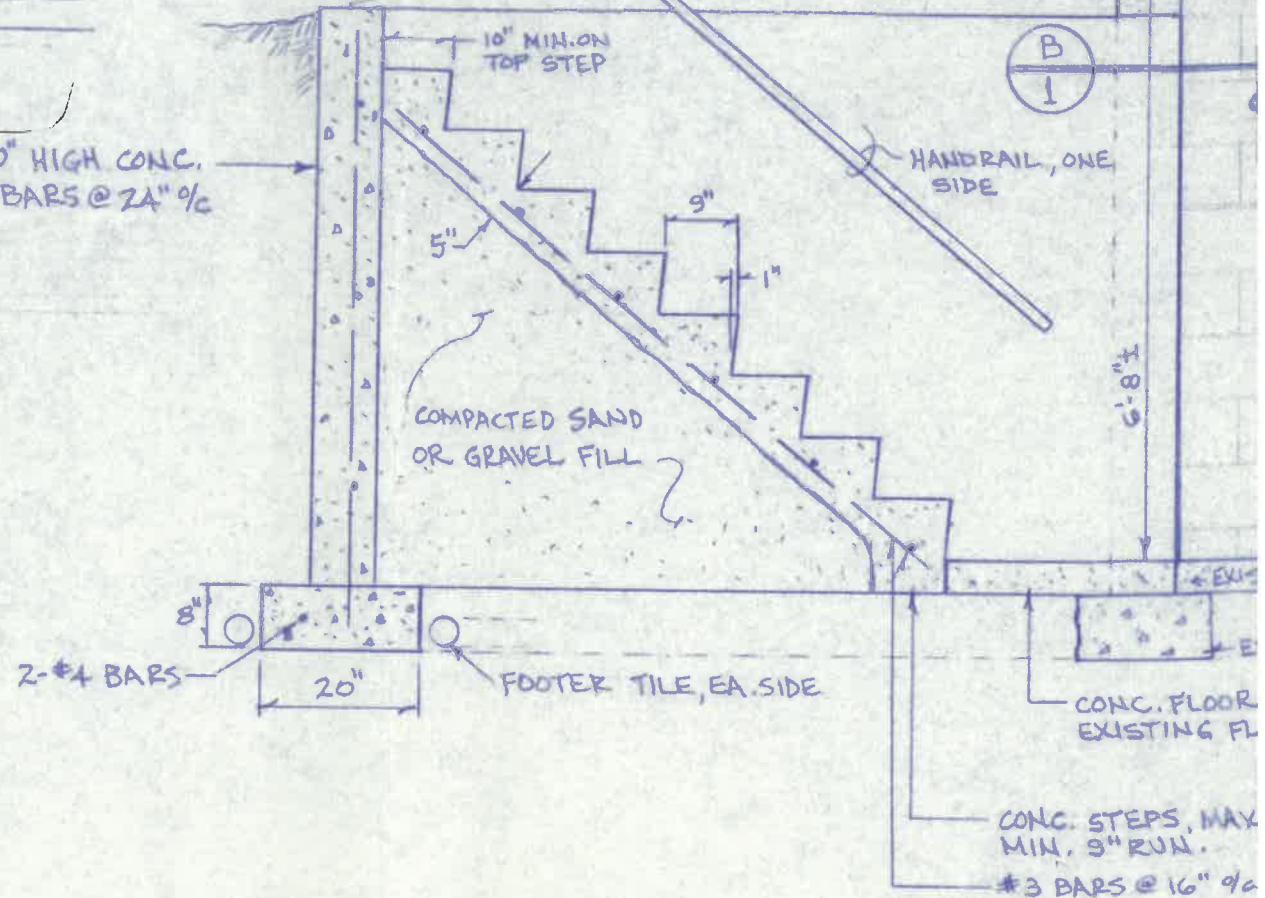 10" MIN. ON
TOP STEP
B
1
0" HIGH CONC.
BARS @ 24" o/c
HANDRAIL, ONE
SIDE
9"
5"
1"
COMPACTED SAND
OR GRAVEL FILL
8"
2-#4 BARS
20"
FOOTER TILE, EA. SIDE
CONC. FLOOR
EXISTING FL
CONC. STEPS, MAX
MIN. 9" RUN.
#3 BARS @ 16" o/c